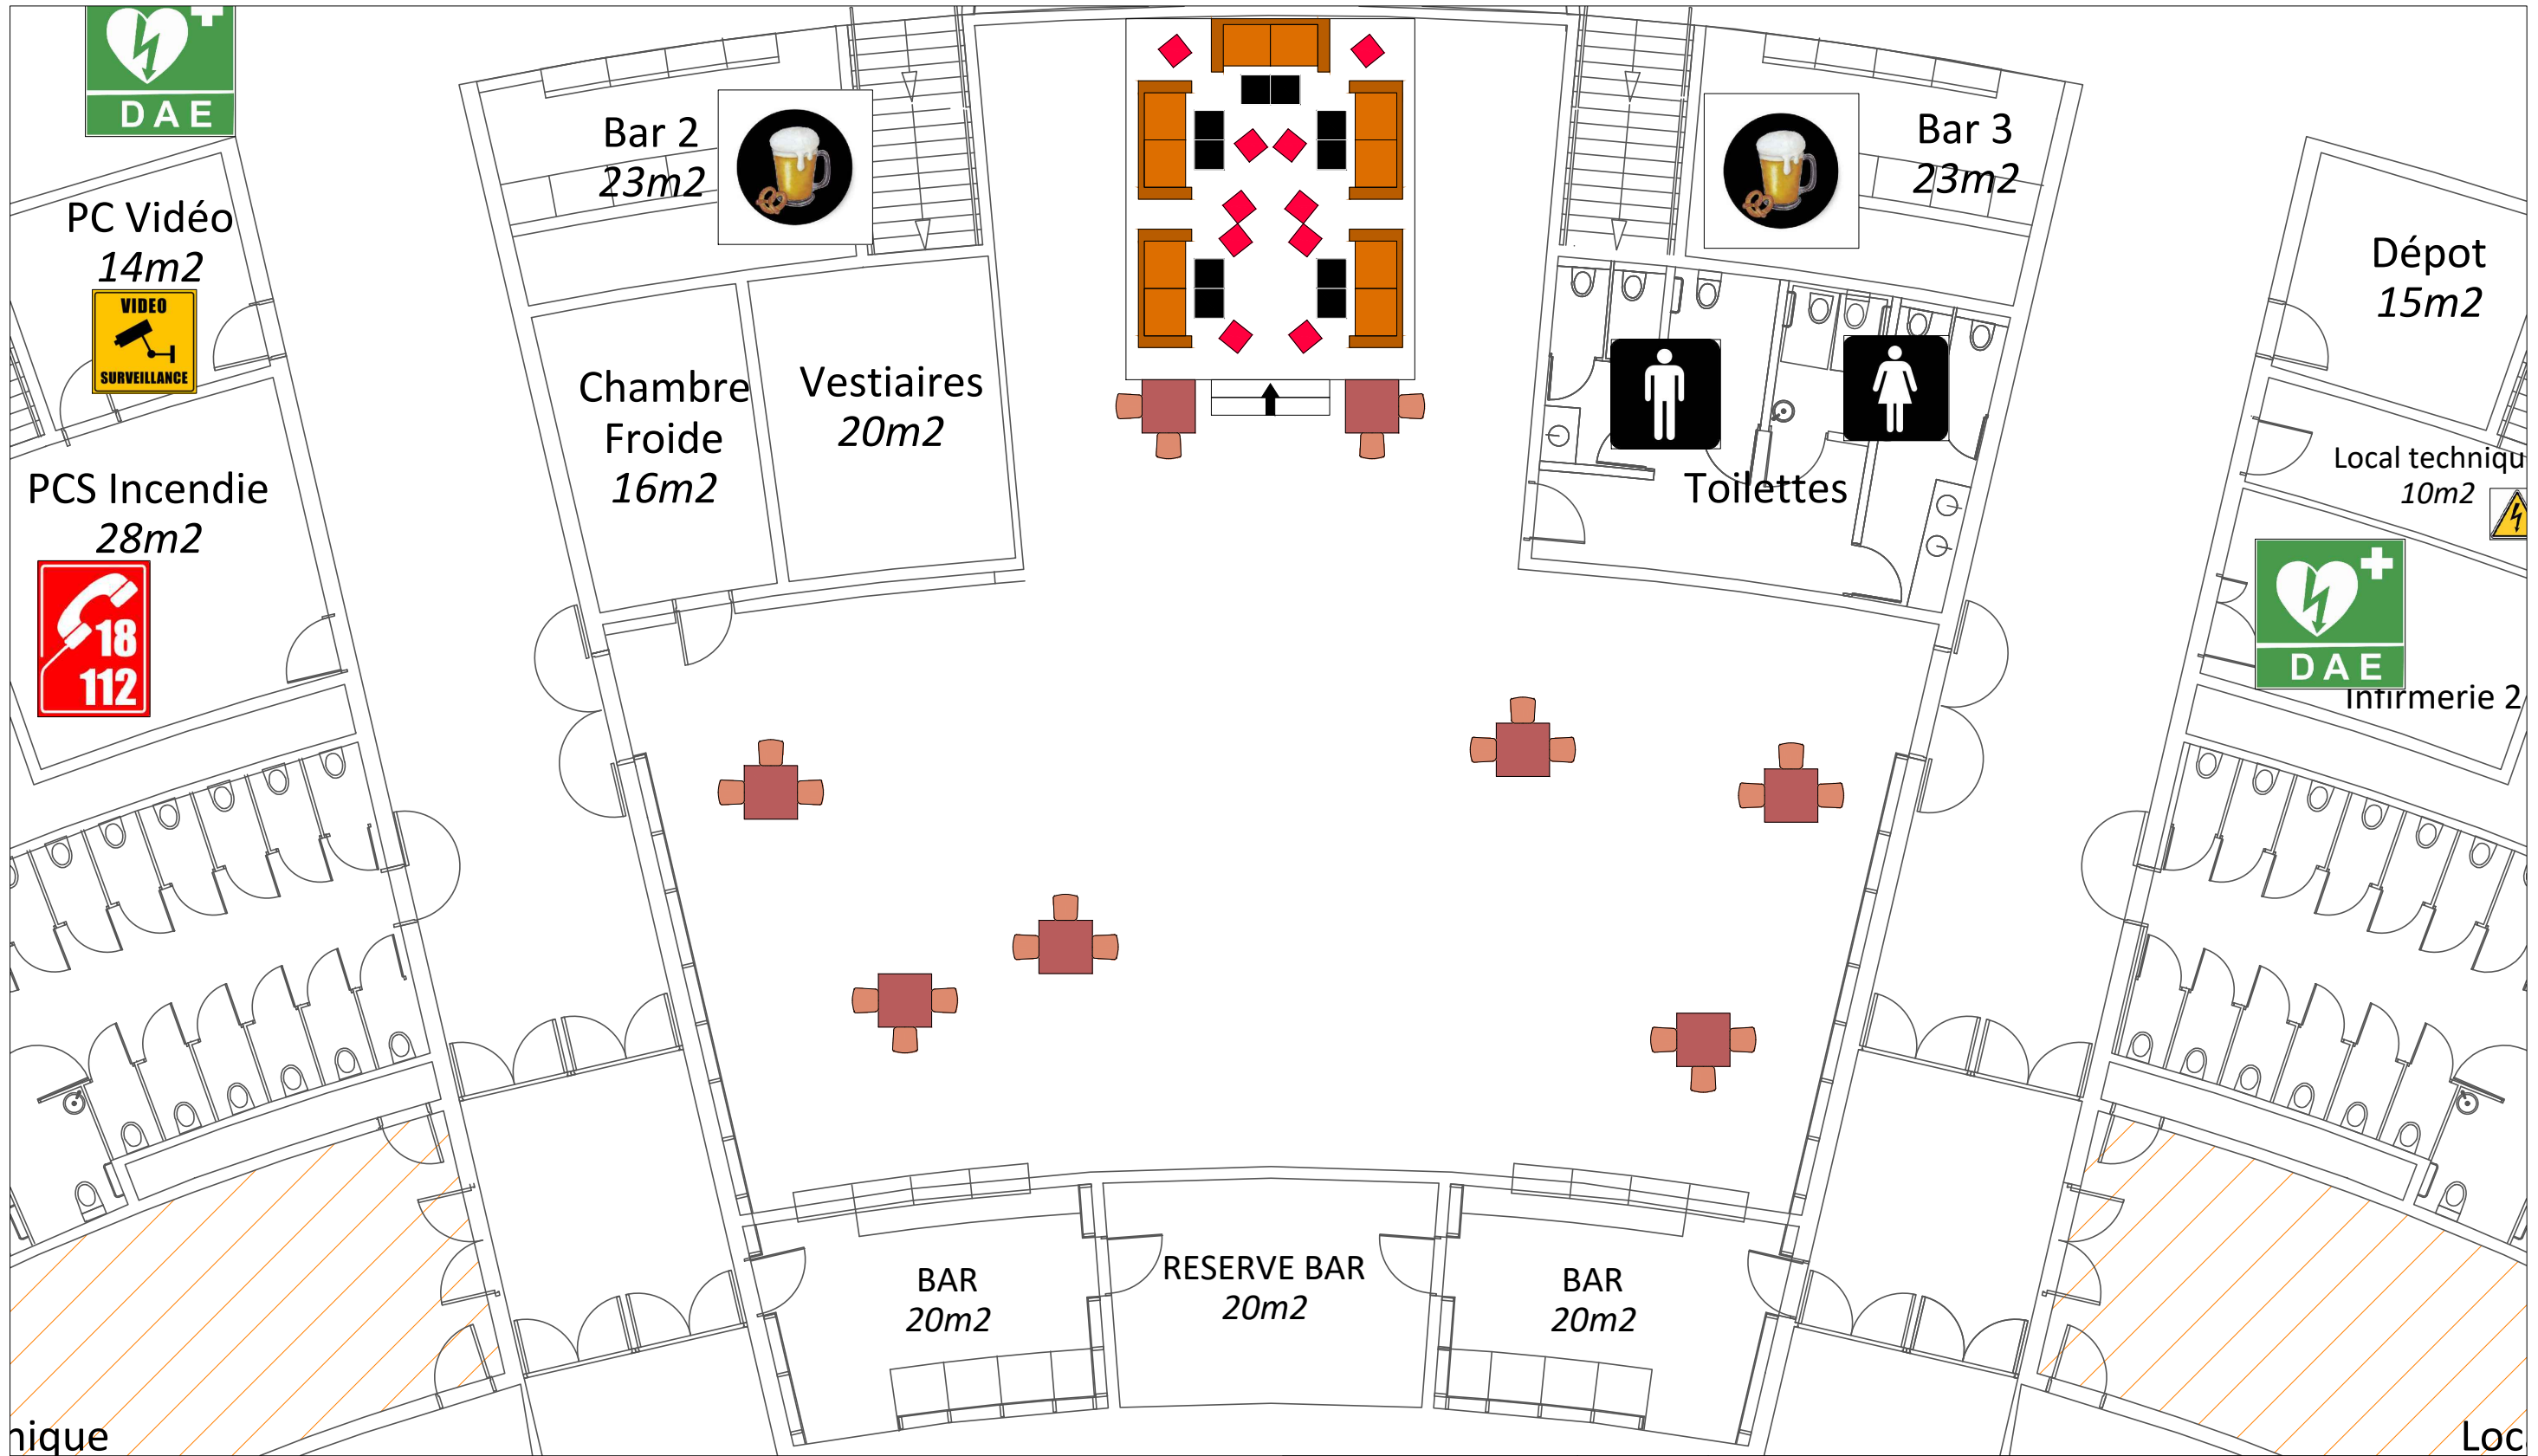 DAE
Bar 2
23m2
Bar 3
23m2
PC Vidéo
14m2
VIDEO
SURVEILLANCE
Dépot
15m2
Chambre
Froide
16m2
Vestiaires
20m2
Toilettes
Local techniqu
10m2
PCS Incendie
28m2
18
112
DAE
Infirmerie 2
BAR
20m2
RESERVE BAR
20m2
BAR
20m2
nique
Loc